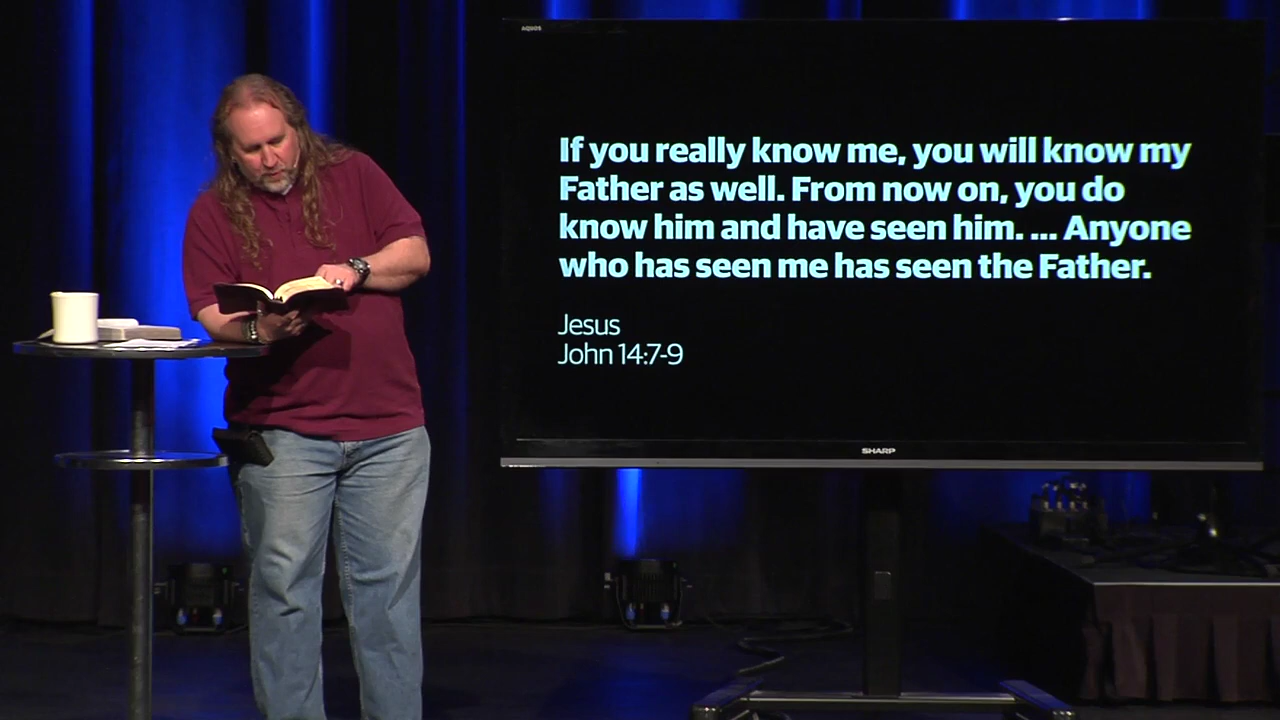 AQUOS
If you really know me, you will know my
Father as well. From now on, you do
know him and have seen him. ... Anyone
who has seen me has seen the Father.
Jesus
John 14:7-9
SHARP